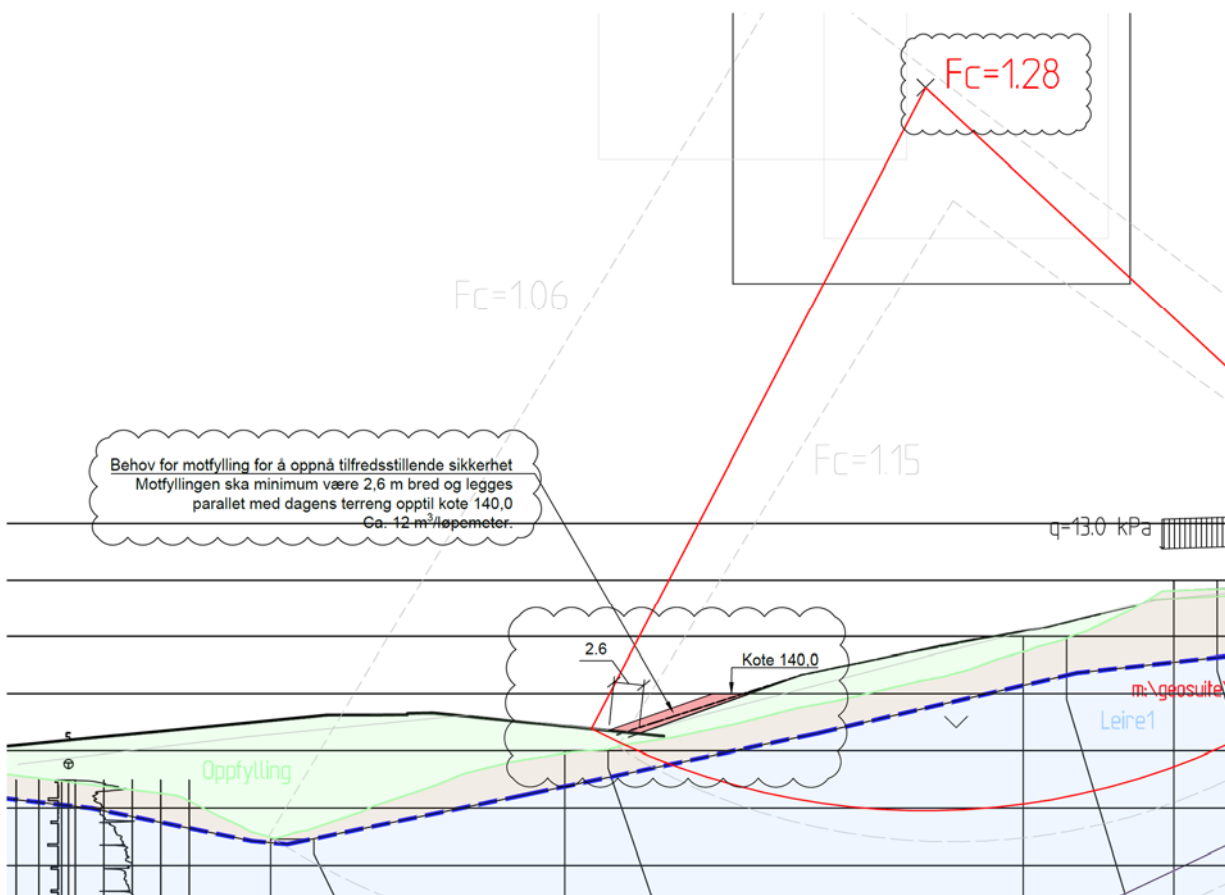 Fc=1.28
Fc=1.06
Behov for motfylling for å oppnå tilfredsstillende sikkerhet
Motfyllingen ska minimum være 2,6 m bred og legges
parallet med dagens terreng opptil kote 140,0
Ca. 12 m³/løpemeter.
Fc=1.15
q=13.0 kPa
2.6
Kote 140,0
m:\geosuite\
Leire1
Oppfylling